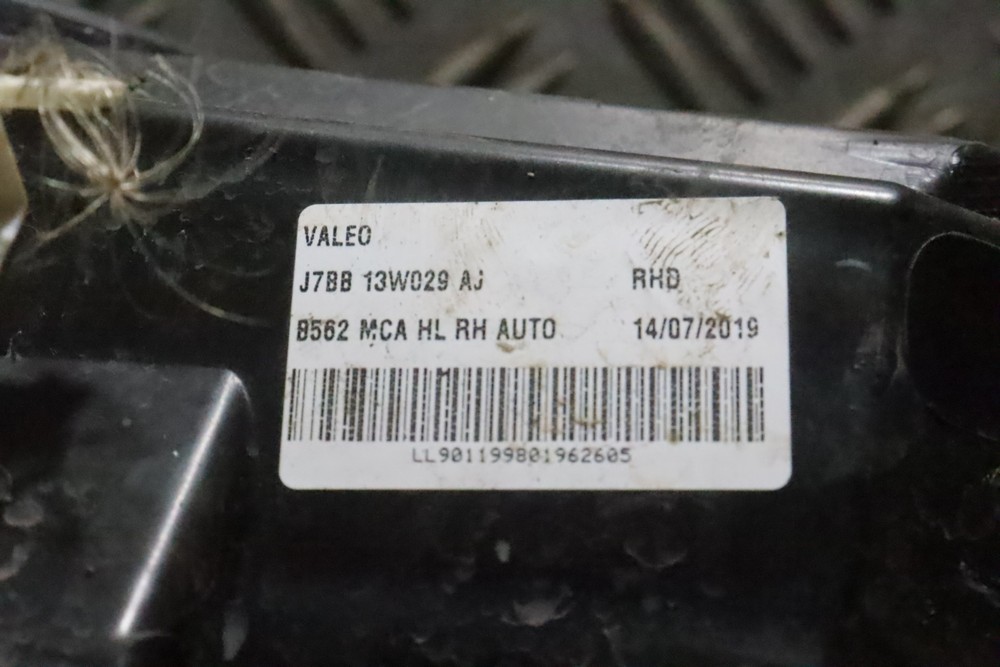 VALEO
J7BB 13W029 AJ RHD
B562 MCA HL RH AUTO 14/07/2019
LL901199801962605